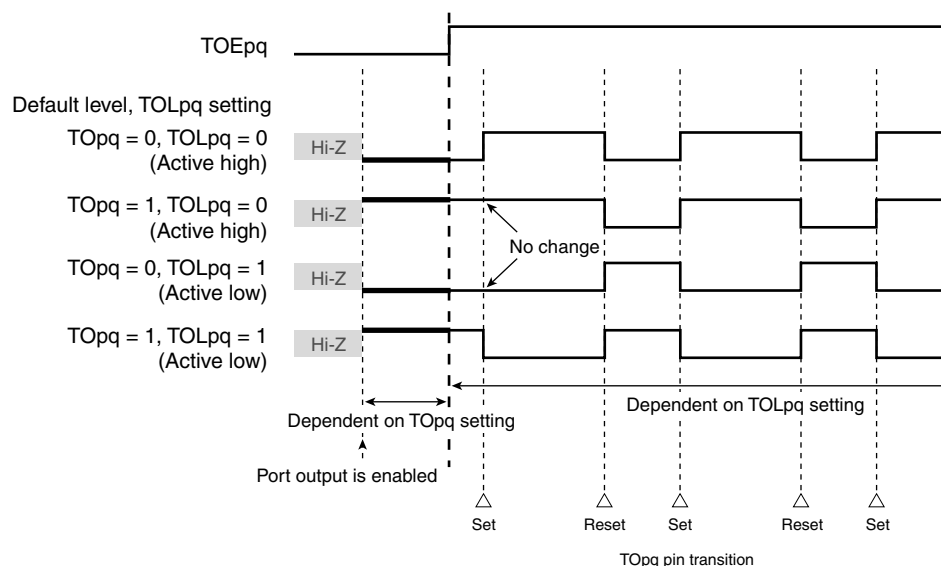 TOEpq
Default level, TOLpq setting
TOpq = 0, TOLpq = 0
(Active high)
Hi-Z
TOpq = 1, TOLpq = 0
(Active high)
Hi-Z
No change
TOpq = 0, TOLpq = 1
(Active low)
Hi-Z
TOpq = 1, TOLpq = 1
(Active low)
Hi-Z
Dependent on TOpq setting
Dependent on TOLpq setting
Port output is enabled
Set
Reset
Set
Reset
Set
TOpq pin transition